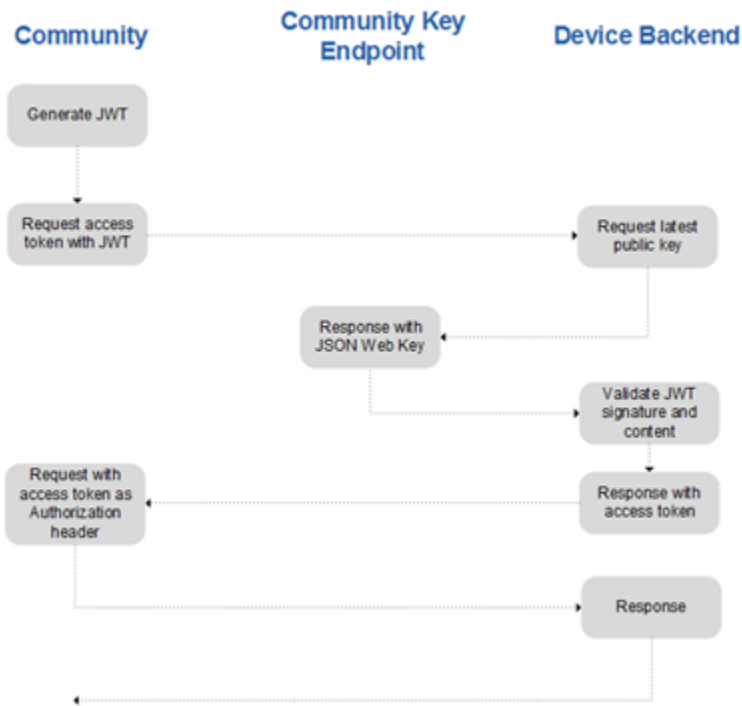 Community
Community Key
Endpoint
Device Backend
Generate JWT
Request access
token with JWT
Request latest
public key
Response with
JSON Web Key
Validate JWT
signature and
content
Request with
access token as
Authorization
header
Response with
access token
Response